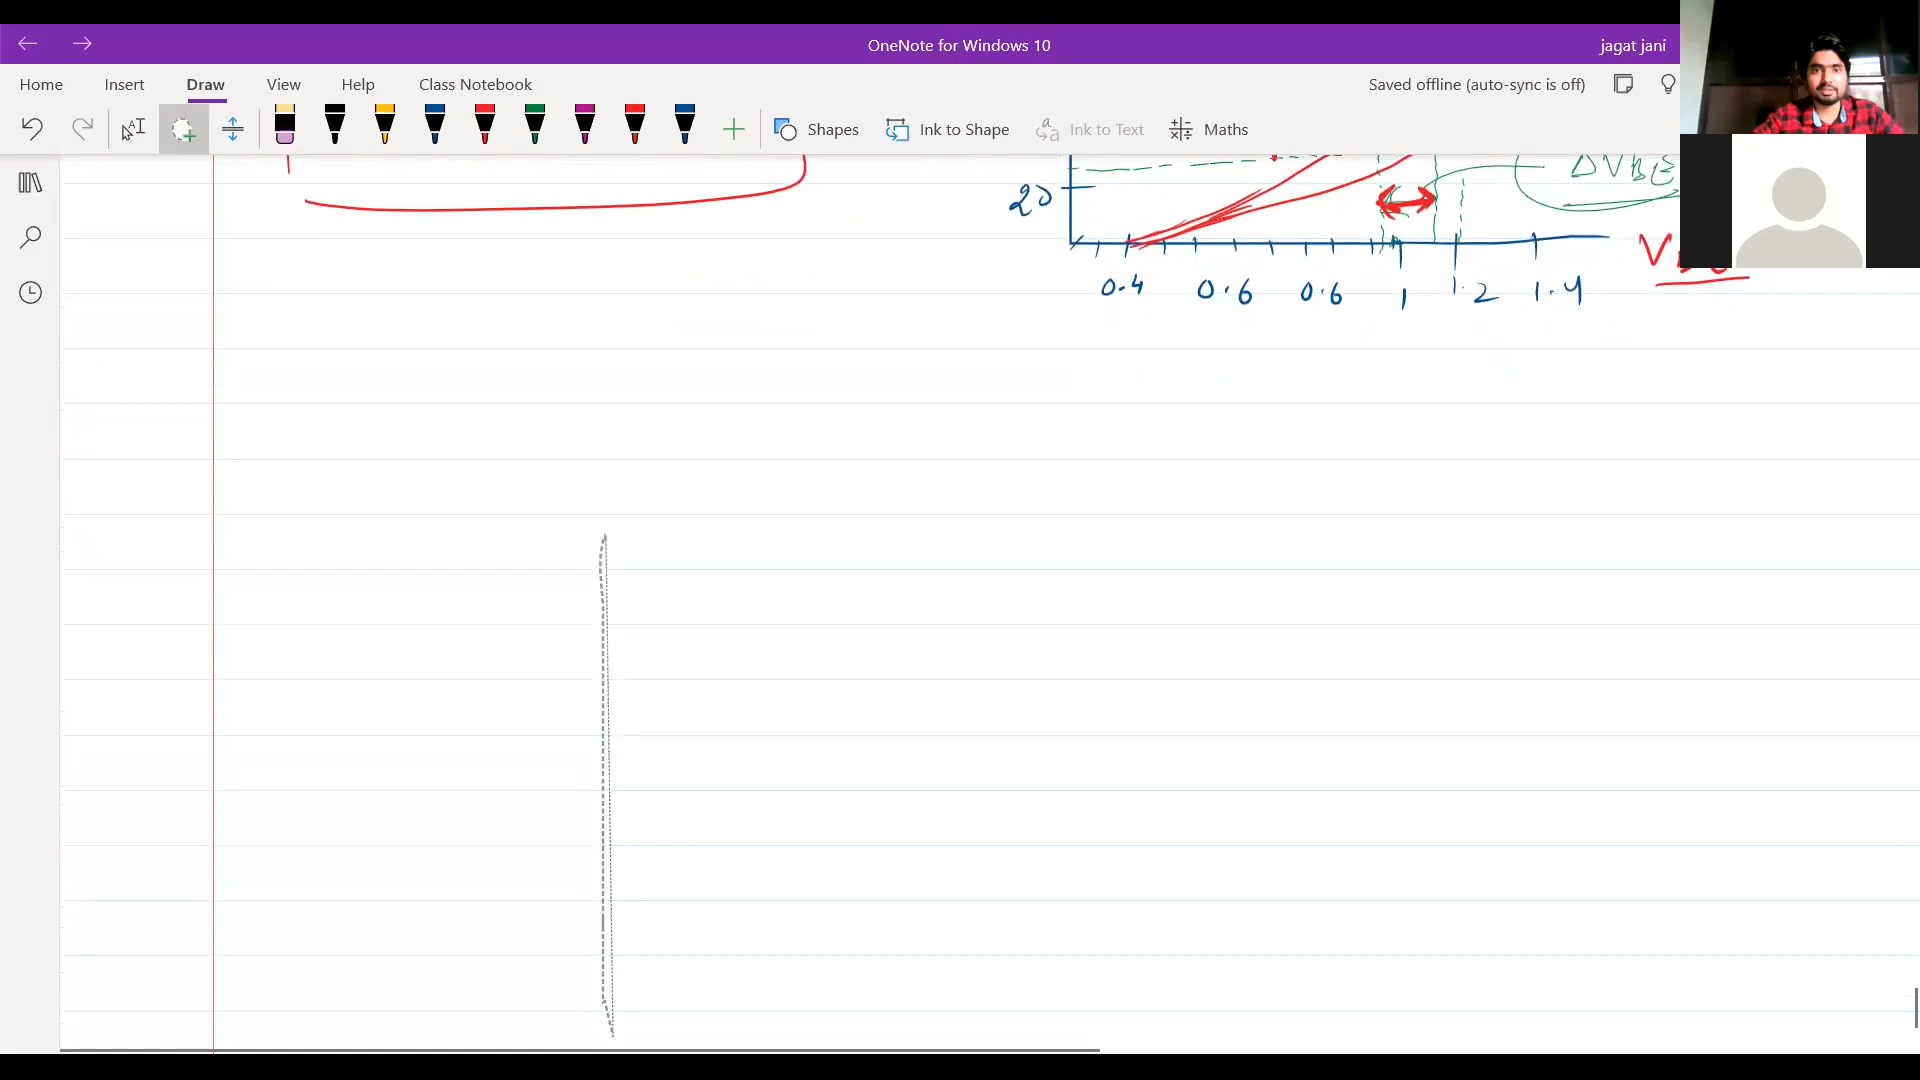 OneNote for Windows 10
jagat jani
Home Insert Draw View Help Class Notebook
Saved offline (auto-sync is off)
Shapes Ink to Shape Ink to Text Maths
ΔVBE
20
0.4 0.6 0.6 1 1.2 1.4